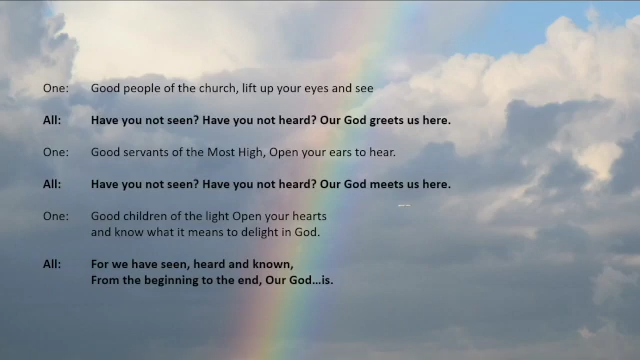 One: Good people of the church, lift up your eyes and see
All: Have you not seen? Have you not heard? Our God greets us here.
One: Good servants of the Most High, Open your ears to hear.
All: Have you not seen? Have you not heard? Our God meets us here.
One: Good children of the light Open your hearts
and know what it means to delight in God.
All: For we have seen, heard and known,
From the beginning to the end, Our God...is.